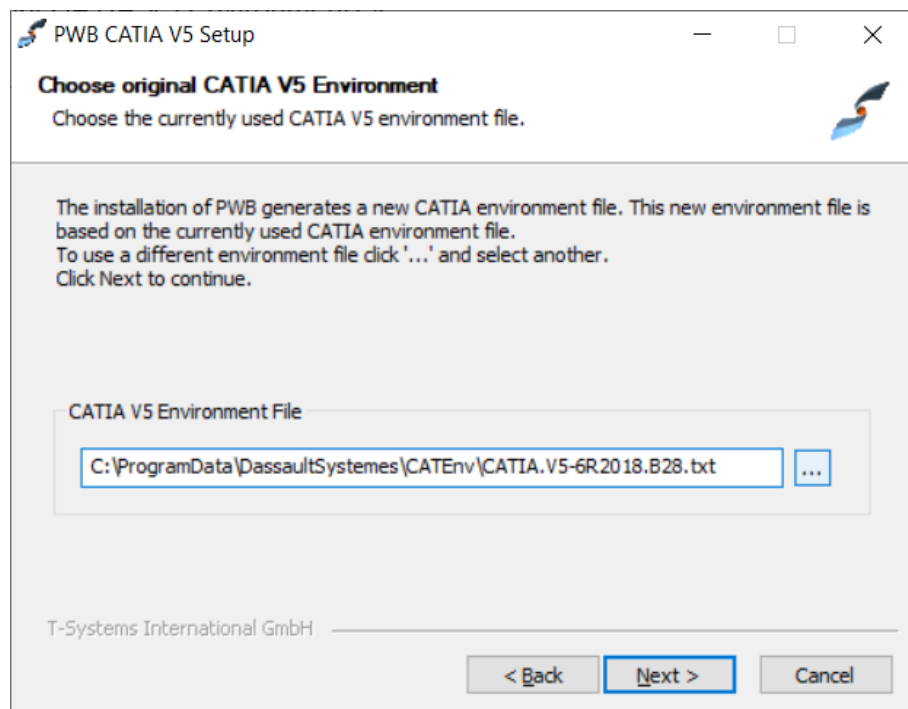 PWB CATIA V5 Setup
Choose original CATIA V5 Environment
Choose the currently used CATIA V5 environment file.
The installation of PWB generates a new CATIA environment file. This new environment file is
based on the currently used CATIA environment file.
To use a different environment file click '...' and select another.
Click Next to continue.
CATIA V5 Environment File
C:\ProgramData\DassaultSystemes\CATEnv\CATIA.V5-6R2018.B28.txt
...
T-Systems International GmbH
< Back
Next >
Cancel